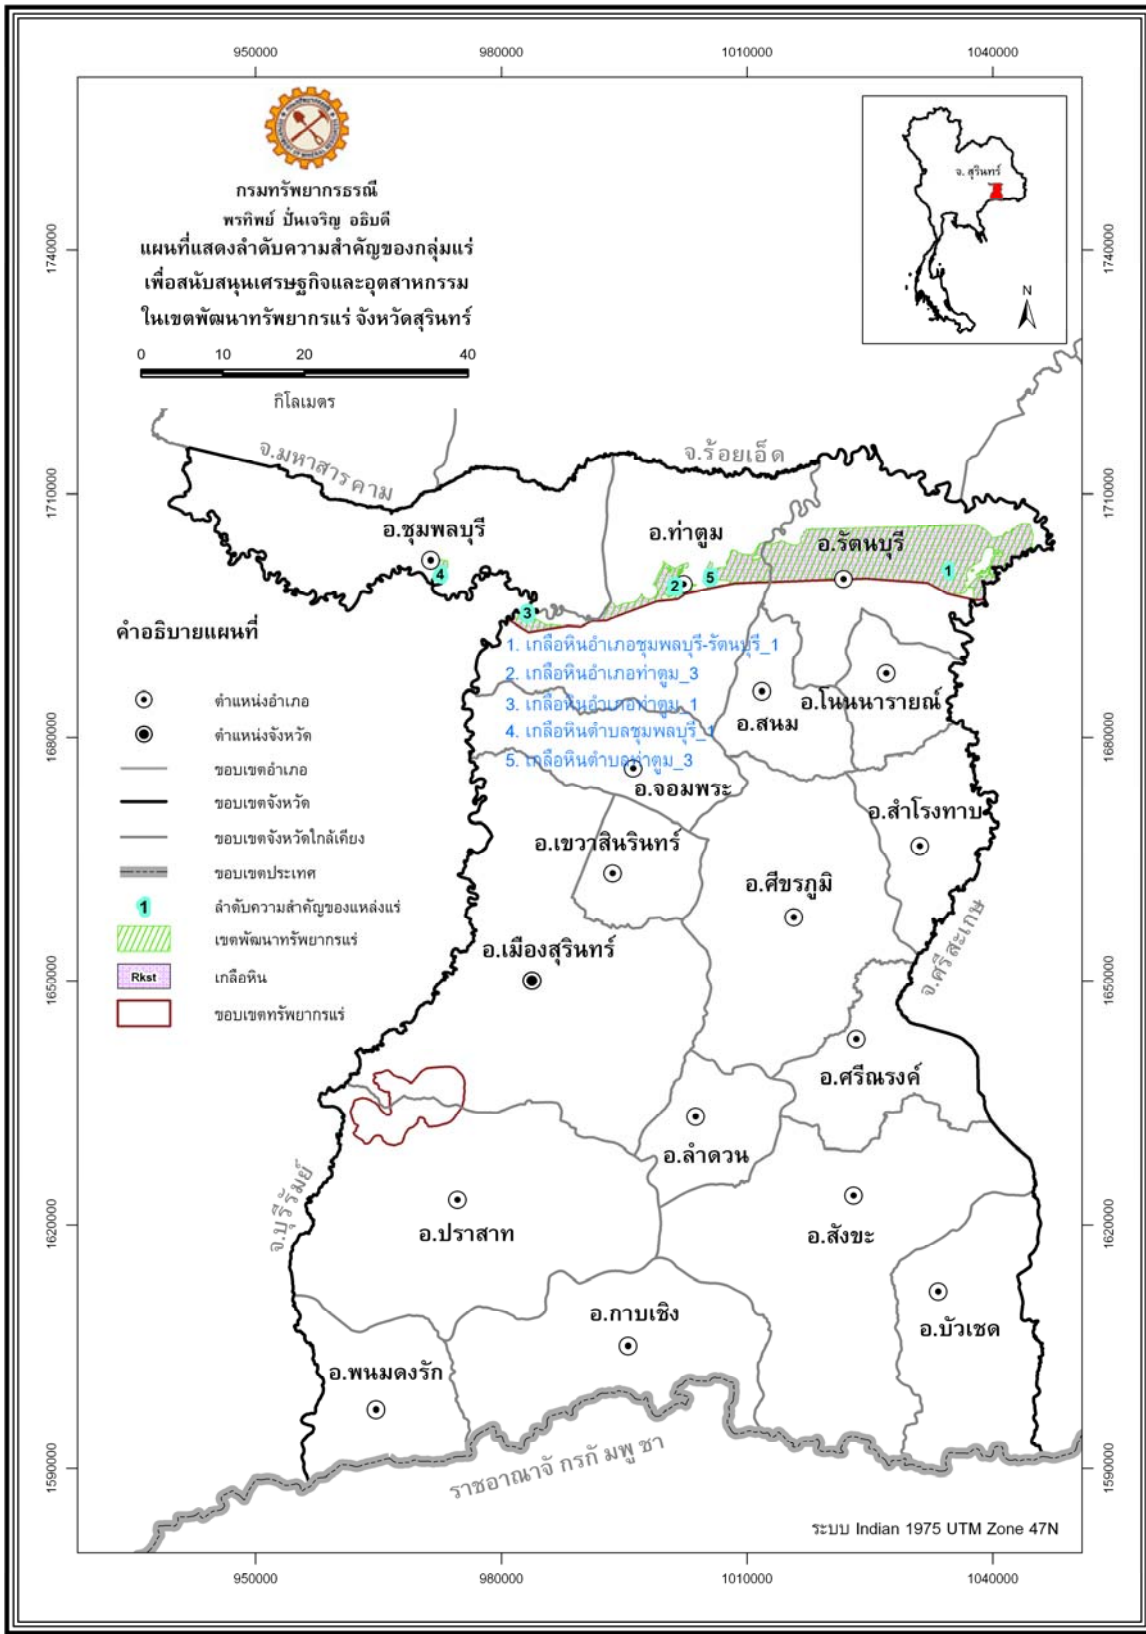 950000
980000
1010000
1040000
กรมทรัพยากรธรณี
พรทิพย์ ปั่นเจริญ อธิบดี
แผนที่แสดงลำดับความสำคัญของกลุ่มแร่
เพื่อสนับสนุนเศรษฐกิจและอุตสาหกรรม
ในเขตพัฒนาทรัพยากรแร่ จังหวัดสุรินทร์
0 10 20 40
กิโลเมตร
จ. สุรินทร์
N
1740000
1740000
1710000
1710000
1680000
1680000
1650000
1650000
1620000
1620000
1590000
1590000
จ.มหาสารคาม
จ.ร้อยเอ็ด
อ.ชุมพลบุรี
อ.ท่าตูม
อ.รัตนบุรี
4
3
2
5
1
1. เกลือหินอำเภอชุมพลบุรี-รัตนบุรี_1
2. เกลือหินอำเภอท่าตูม_3
3. เกลือหินอำเภอท่าตูม_1
4. เกลือหินตำบลชุมพลบุรี_1
5. เกลือหินตำบลท่าตูม_3
คำอธิบายแผนที่
ตำแหน่งอำเภอ
ตำแหน่งจังหวัด
ขอบเขตอำเภอ
ขอบเขตจังหวัด
ขอบเขตจังหวัดใกล้เคียง
ขอบเขตประเทศ
1 ลำดับความสำคัญของแหล่งแร่
เขตพัฒนาทรัพยากรแร่
Rkst เกลือหิน
ขอบเขตทรัพยากรแร่
อ.สนม
อ.โนนนารายณ์
อ.จอมพระ
อ.สำโรงทาบ
อ.เขวาสินรินทร์
อ.ศีขรภูมิ
อ.เมืองสุรินทร์
จ.ศรีสะเกษ
อ.ศรีณรงค์
อ.ลำดวน
จ.บุรีรัมย์
อ.ปราสาท
อ.สังขะ
อ.กาบเชิง
อ.บัวเชด
อ.พนมดงรัก
ราชอาณาจักรกัมพูชา
ระบบ Indian 1975 UTM Zone 47N
950000
980000
1010000
1040000